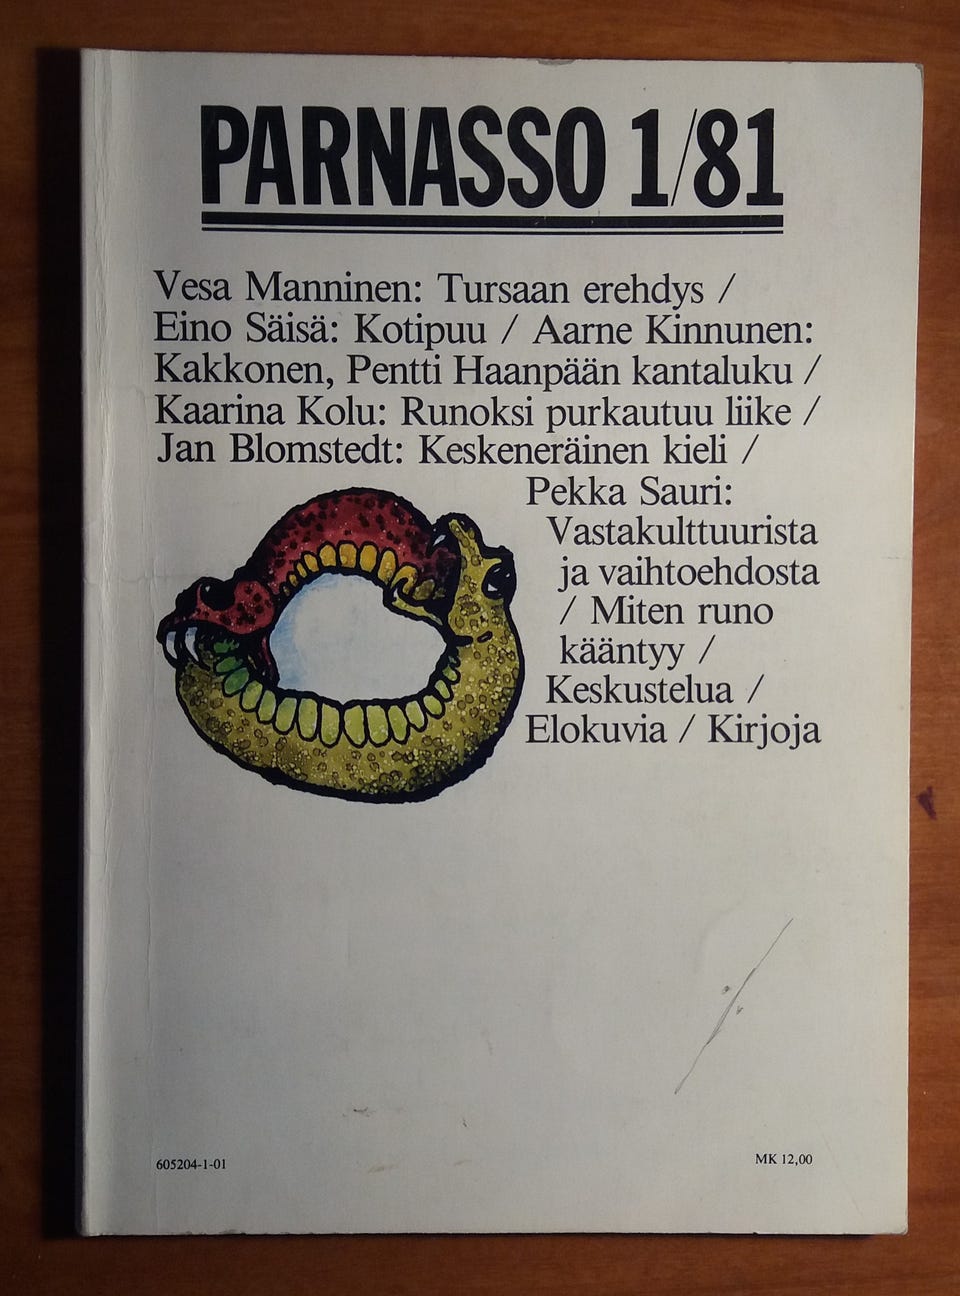 PARNASSO 1/81
Vesa Manninen: Tursaan erehdys /
Eino Säisä: Kotipuu / Aarne Kinnunen:
Kakkonen, Pentti Haanpään kantaluku /
Kaarina Kolu: Runoksi purkautuu liike /
Jan Blomstedt: Keskeneräinen kieli /
Pekka Sauri:
Vastakulttuurista
ja vaihtoehdosta
/ Miten runo
kääntyy /
Keskustelua /
Elokuvia / Kirjoja
605204-1-01
MK 12,00